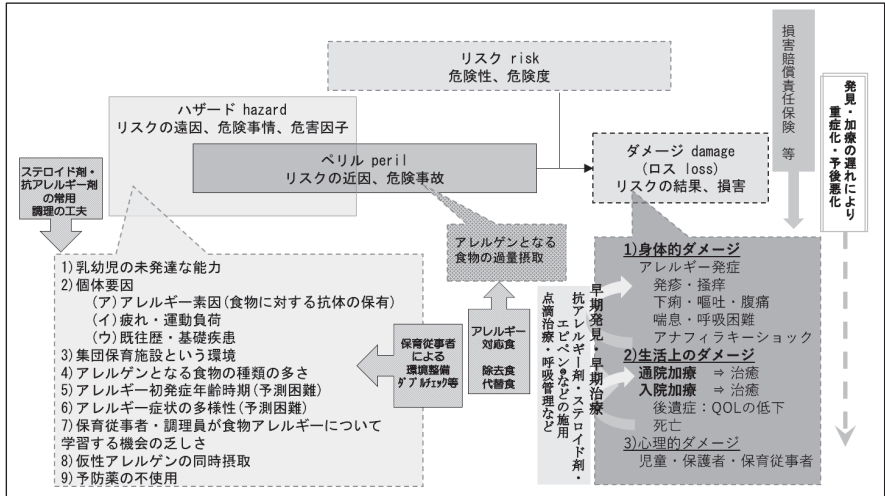 リスク risk
危険性、危険度
ハザード hazard
リスクの遠因、危険事情、危害因子
ペリル peril
リスクの近因、危険事故
ダメージ damage
(ロス loss)
リスクの結果、損害
損害賠償責任保険 等
発見・加療の遅れにより
重症化・予後悪化
ステロイド剤・
抗アレルギー剤
の常用
調理の工夫
アレルゲンとなる
食物の過量摂取
1)乳幼児の未発達な能力
2)個体要因
(ア)アレルギー素因(食物に対する抗体の保有)
(イ)疲れ・運動負荷
(ウ)既往歴・基礎疾患
3)集団保育施設という環境
4)アレルゲンとなる食物の種類の多さ
5)アレルギー初発症年齢時期(予測困難)
6)アレルギー症状の多様性(予測困難)
7)保育従事者・調理員が食物アレルギーについて
学習する機会の乏しさ
8)仮性アレルゲンの同時摂取
9)予防薬の不使用
保育従事者
による
環境整備
ダブルチェック等
アレルギー
対応食
除去食
代替食
早期発見・早期治療
抗アレルギー剤・ステロイド剤・
エピペン®などの施用
点滴治療・呼吸管理など
1)身体的ダメージ
アレルギー発症
発疹・掻痒
下痢・嘔吐・腹痛
喘息・呼吸困難
アナフィラキーショック
2)生活上のダメージ
通院加療 ⇒ 治癒
入院加療 ⇒ 治癒
後遺症：QOLの低下
死亡
3)心理的ダメージ
児童・保護者・保育従事者